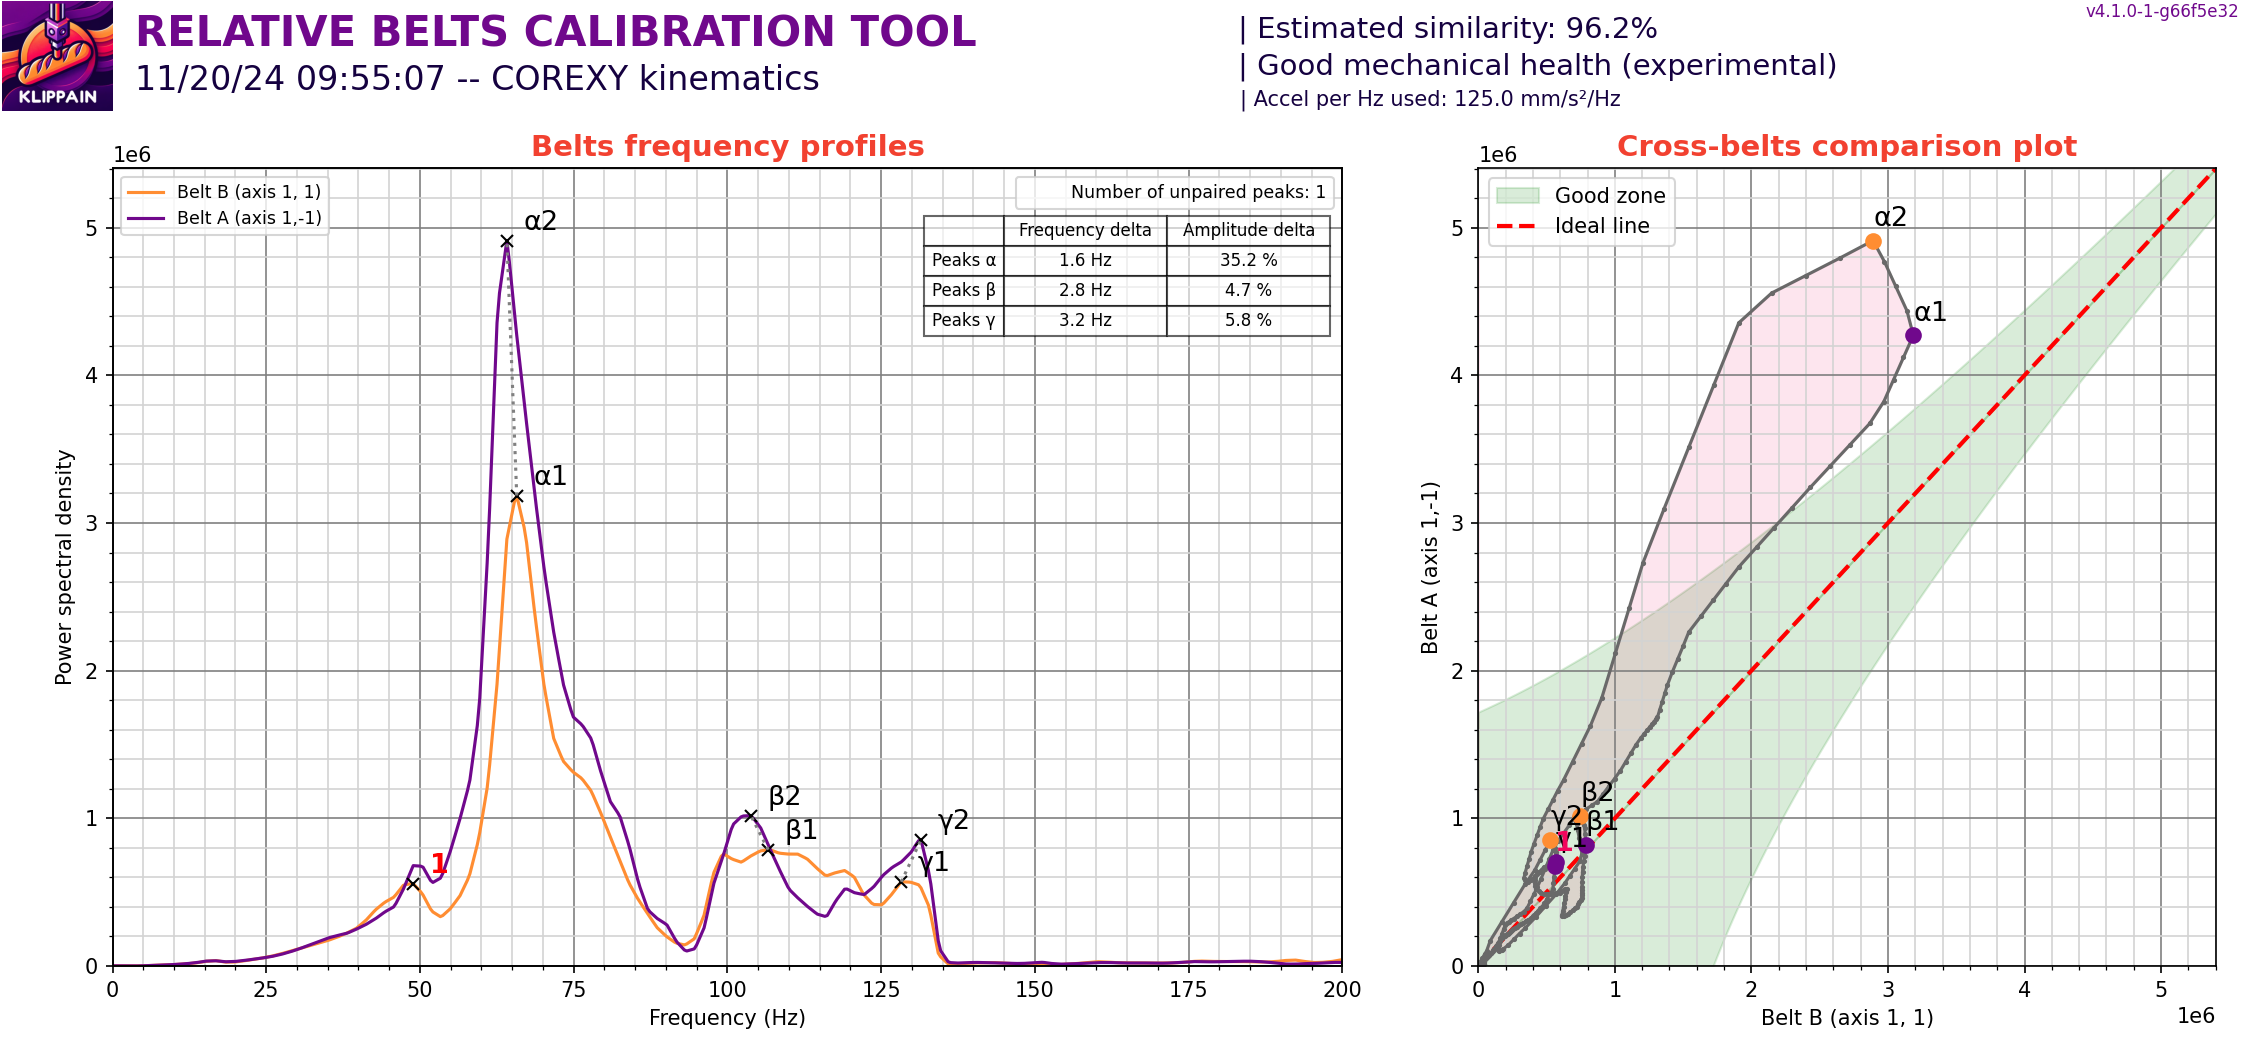 KLIPPAIN
RELATIVE BELTS CALIBRATION TOOL
11/20/24 09:55:07 -- COREXY kinematics
| Estimated similarity: 96.2%
| Good mechanical health (experimental)
| Accel per Hz used: 125.0 mm/s²/Hz
v4.1.0-1-g66f5e32
Belts frequency profiles
1e6
Belt B (axis 1, 1)
Belt A (axis 1,-1)
Number of unpaired peaks: 1
Frequency delta Amplitude delta
Peaks α 1.6 Hz 35.2 %
Peaks β 2.8 Hz 4.7 %
Peaks γ 3.2 Hz 5.8 %
α2
α1
β2
β1
γ2
γ1
1
Power spectral density
5
4
3
2
1
0
0 25 50 75 100 125 150 175 200
Frequency (Hz)
Cross-belts comparison plot
1e6
Good zone
Ideal line
α2
α1
β2
γ2
β1
γ1
1
Belt A (axis 1,-1)
5
4
3
2
1
0
0 1 2 3 4 5
Belt B (axis 1, 1)
1e6